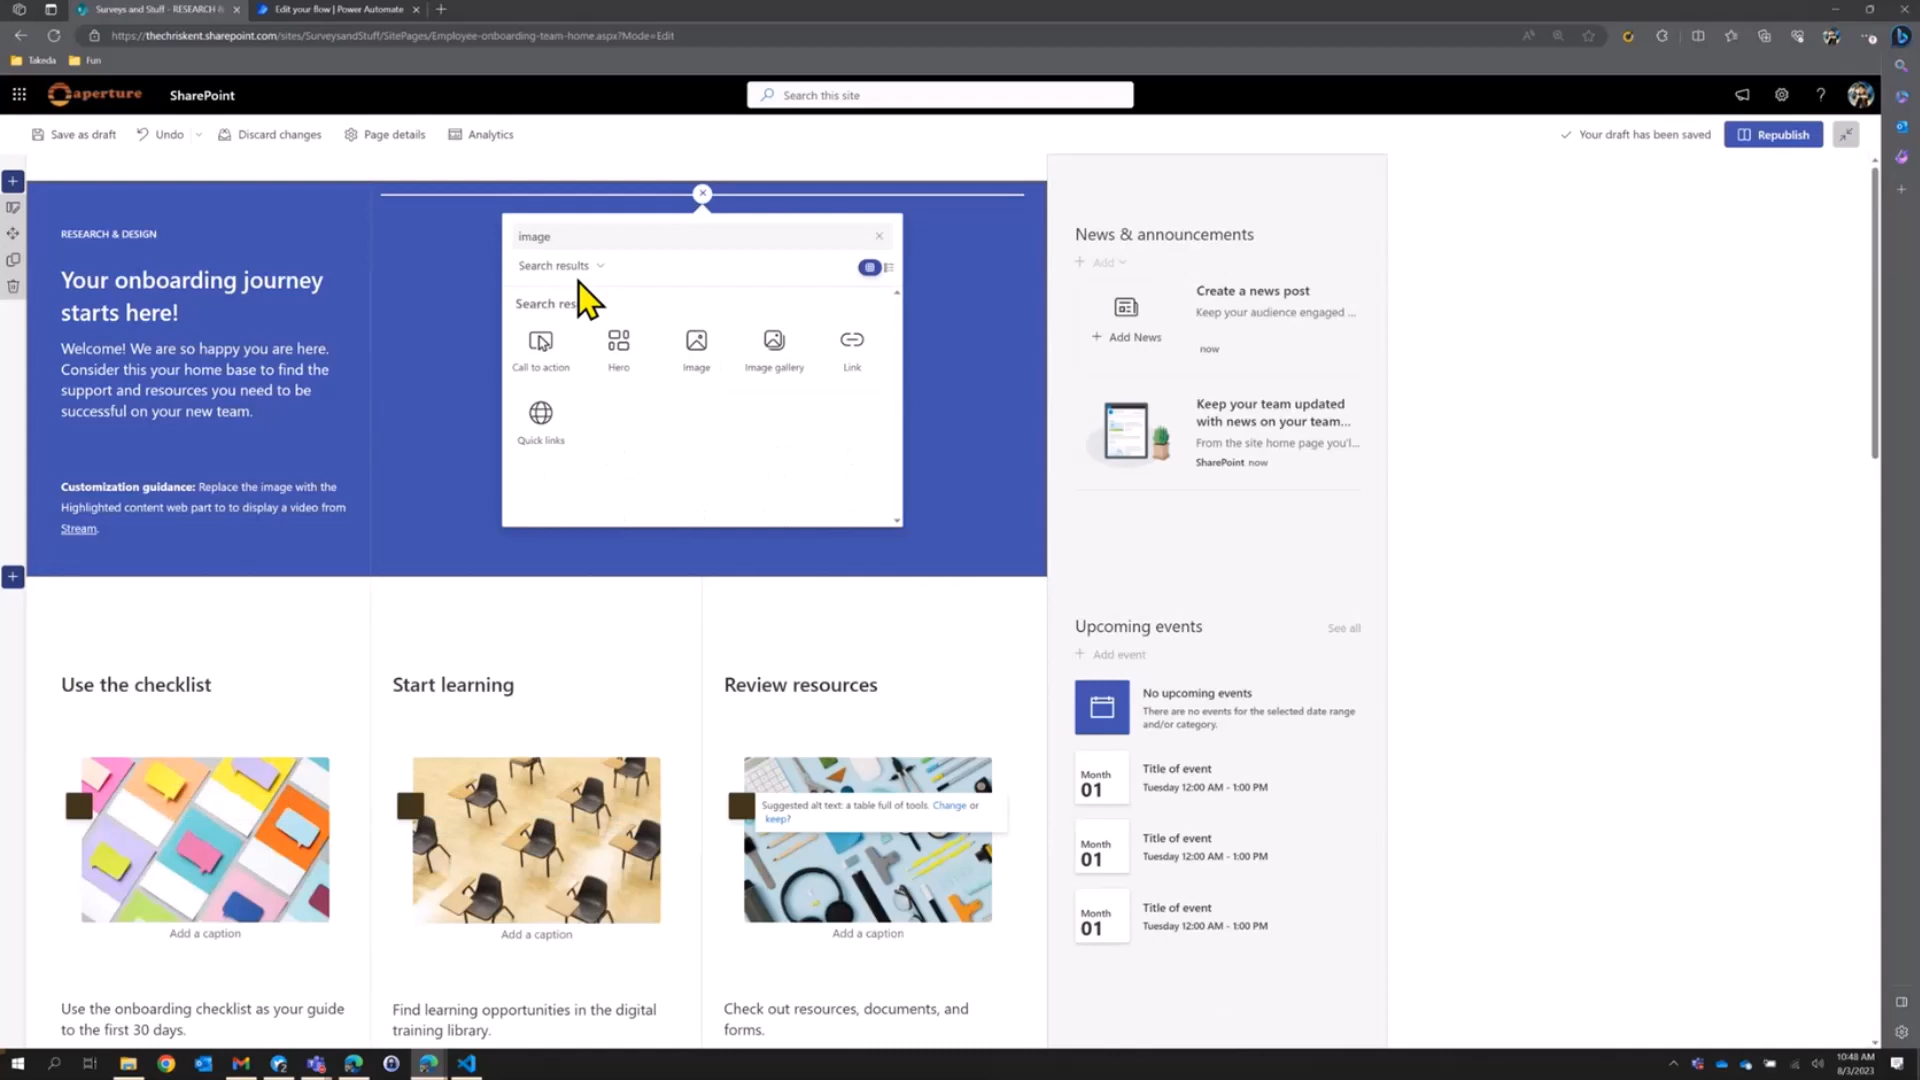 Surveys and Stuff - RESEARCH &
Edit your flow | Power Automate
https://thechriskent.sharepoint.com/sites/SurveysandStuff/SitePages/Employee-onboarding-team-home.aspx?Mode=Edit
Takeda
Fun
aperture
SharePoint
Search this site
Save as draft
Undo
Discard changes
Page details
Analytics
Your draft has been saved
Republish
RESEARCH & DESIGN
Your onboarding journey
starts here!
Welcome! We are so happy you are here.
Consider this your home base to find the
support and resources you need to be
successful on your new team.
Customization guidance: Replace the image with the
Highlighted content web part to to display a video from
Stream.
image
Search results
Search res
Call to action
Hero
Image
Image gallery
Link
Quick links
News & announcements
Add
Create a news post
Keep your audience engaged ...
Add News
now
Keep your team updated
with news on your team...
From the site home page you'l...
SharePoint now
Upcoming events
See all
Add event
No upcoming events
There are no events for the selected date range
and/or category.
Month
01
Title of event
Tuesday 12:00 AM - 1:00 PM
Month
01
Title of event
Tuesday 12:00 AM - 1:00 PM
Month
01
Title of event
Tuesday 12:00 AM - 1:00 PM
Use the checklist
Start learning
Review resources
Suggested alt text: a table full of tools. Change or
keep?
Add a caption
Add a caption
Add a caption
Use the onboarding checklist as your guide
to the first 30 days.
Find learning opportunities in the digital
training library.
Check out resources, documents, and
forms.
10:48 AM
8/3/2023